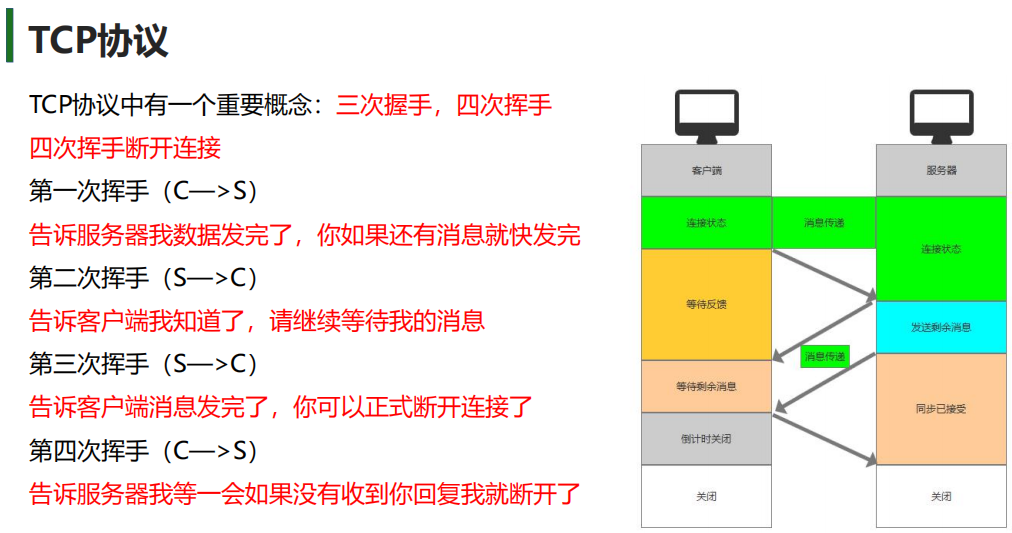 TCP协议
TCP协议中有一个重要概念：三次握手，四次挥手
四次挥手断开连接
第一次挥手（C—>S）
告诉服务器我数据发完了，你如果还有消息就快发完
第二次挥手（S—>C）
告诉客户端我知道了，请继续等待我的消息
第三次挥手（S—>C）
告诉客户端消息发完了，你可以正式断开连接了
第四次挥手（C—>S）
告诉服务器我等一会如果没有收到你回复我就断开了
客户端
服务器
连接状态
消息传递
连接状态
等待反馈
发送剩余消息
消息传递
等待剩余消息
同步已接受
倒计时关闭
关闭
关闭